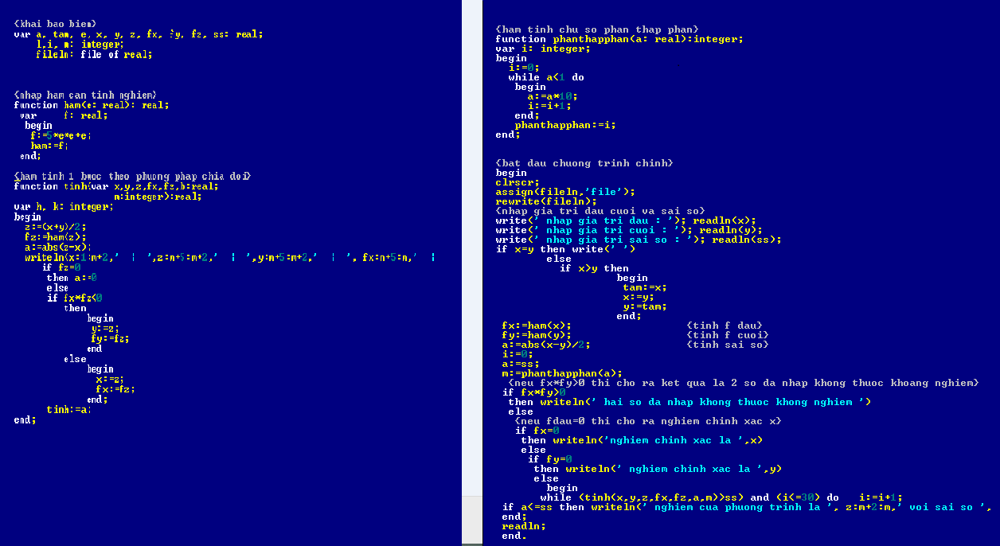 {khai bao biem}
var a, tam, e, x, y, z, fx, fy, fz, ss: real;
l,i, m: integer;
fileln: file of real;
{nhap ham can tinh nghiem}
function ham(e: real): real;
var f: real;
begin
f:=5*e*e+e;
ham:=f;
end;
{ham tinh 1 buoc theo phuong phap chia doi}
function tinh(var x,y,z,fx,fz,b:real;
m:integer):real;
var h, k: integer;
begin
z:=(x+y)/2;
fz:=ham(z);
a:=abs(z-x);
writeln(x:1:m+2,' | ',z:n+5:m+2,' | ',y:m+5:m+2,' | ', fx:n+5:n,' |
if fz=0
then a:=0
else
if fx*fz<0
then
begin
y:=z;
fy:=fz;
end
else
begin
x:=z;
fx:=fz;
end;
tinh:=a;
end;
{ham tinh chu so phan thap phan}
function phanthapphan(a: real):integer;
var i: integer;
begin
i:=0;
while a<1 do
begin
a:=a*10;
i:=i+1;
end;
phanthapphan:=i;
end;
{bat dau chuong trinh chinh}
begin
clrscr;
assign(fileln,'file');
rewrite(fileln);
{nhap gia tri dau cuoi va sai so}
write(' nhap gia tri dau : '); readln(x);
write(' nhap gia tri cuoi : '); readln(y);
write(' nhap gia tri sai so : '); readln(ss);
if x=y then write(' ')
else
if x>y then
begin
tam:=x;
x:=y;
y:=tam;
end;
fx:=ham(x); {tinh f dau}
fy:=ham(y); {tinh f cuoi}
a:=abs(x-y)/2; {tinh sai so}
i:=0;
a:=ss;
m:=phanthapphan(a);
{neu fx*fy>0 thi cho ra ket qua la 2 so da nhap khong thuoc khoang nghiem}
if fx*fy>0
then writeln(' hai so da nhap khong thuoc khong nghiem ')
else
{neu fdau=0 thi cho ra nghiem chinh xac x}
if fx=0
then writeln('nghiem chinh xac la ',x)
else
if fy=0
then writeln(' nghiem chinh xac la ',y)
else
begin
while (tinh(x,y,z,fx,fz,a,m)>ss) and (i<=30) do i:=i+1;
if a<=ss then writeln(' nghiem cua phuong trinh la ', z:m+2:m,' voi sai so ',
end;
readln;
end.